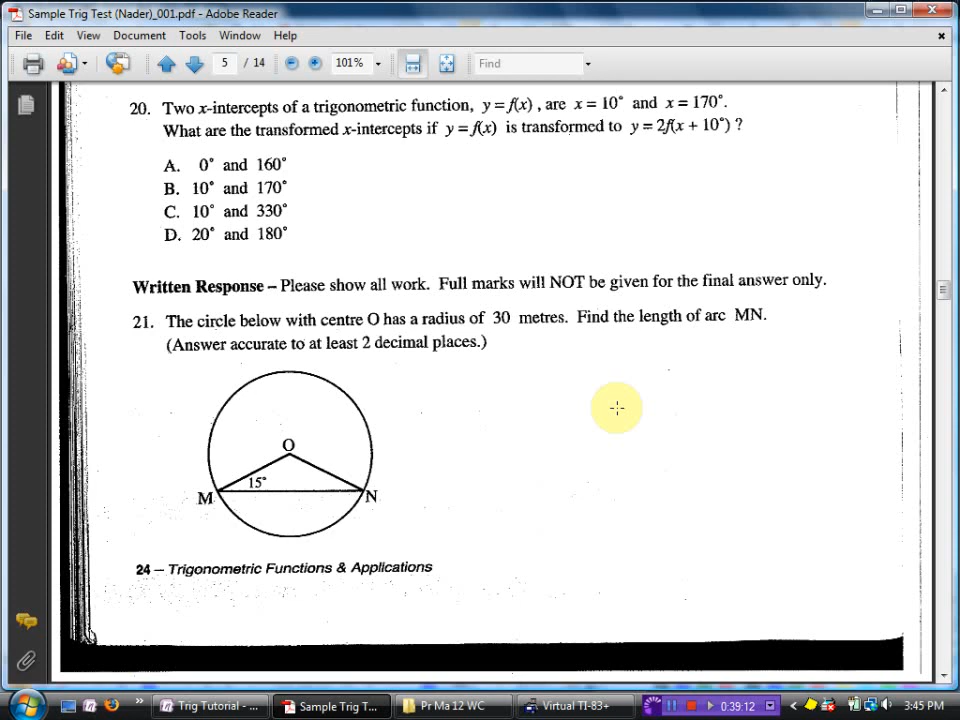 Sample Trig Test (Nader)_001.pdf - Adobe Reader
File Edit View Document Tools Window Help
5 / 14 101% Find
20. Two x-intercepts of a trigonometric function, y = f(x), are x = 10° and x = 170°.
What are the transformed x-intercepts if y = f(x) is transformed to y = 2f(x + 10°) ?
A. 0° and 160°
B. 10° and 170°
C. 10° and 330°
D. 20° and 180°
Written Response – Please show all work. Full marks will NOT be given for the final answer only.
21. The circle below with centre O has a radius of 30 metres. Find the length of arc MN.
(Answer accurate to at least 2 decimal places.)
O
15°
M N
24 – Trigonometric Functions & Applications
Trig Tutorial - ... Sample Trig T... Pr Ma 12 WC Virtual TI-83+ 0:39:12 3:45 PM